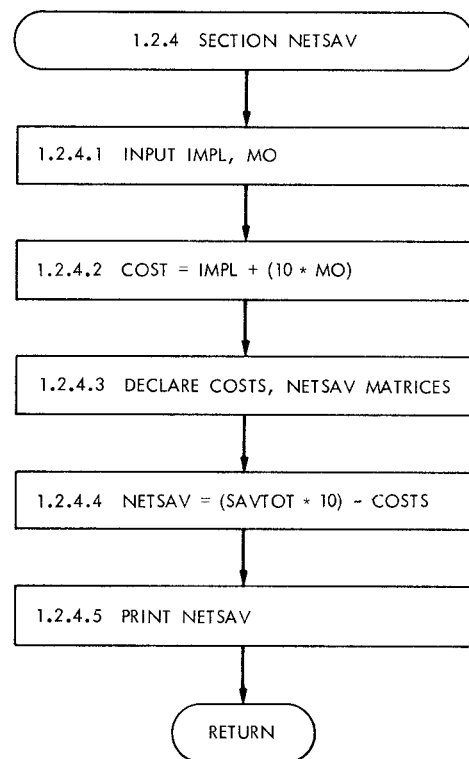 1.2.4 SECTION NETSAV
1.2.4.1 INPUT IMPL, MO
1.2.4.2 COST = IMPL + (10 * MO)
1.2.4.3 DECLARE COSTS, NETSAV MATRICES
1.2.4.4 NETSAV = (SAVTOT * 10) - COSTS
1.2.4.5 PRINT NETSAV
RETURN